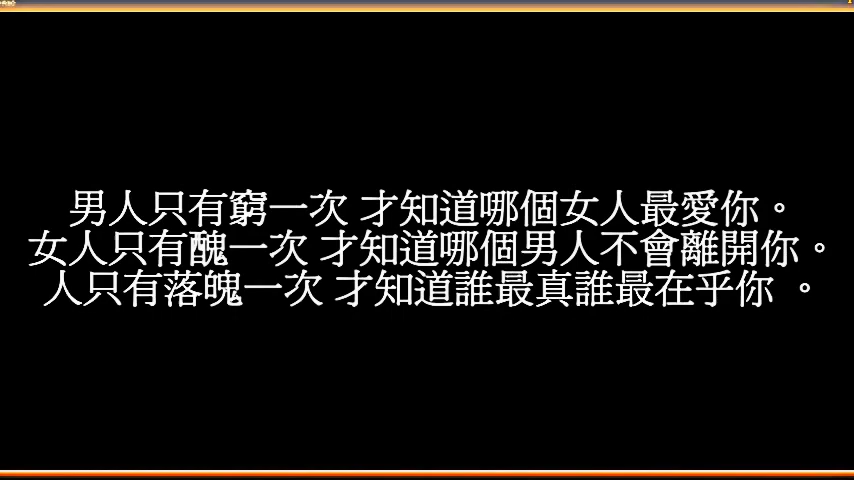 男人只有窮一次 才知道哪個女人最愛你。
女人只有醜一次 才知道哪個男人不會離開你。
人只有落魄一次 才知道誰最真誰最在乎你 。